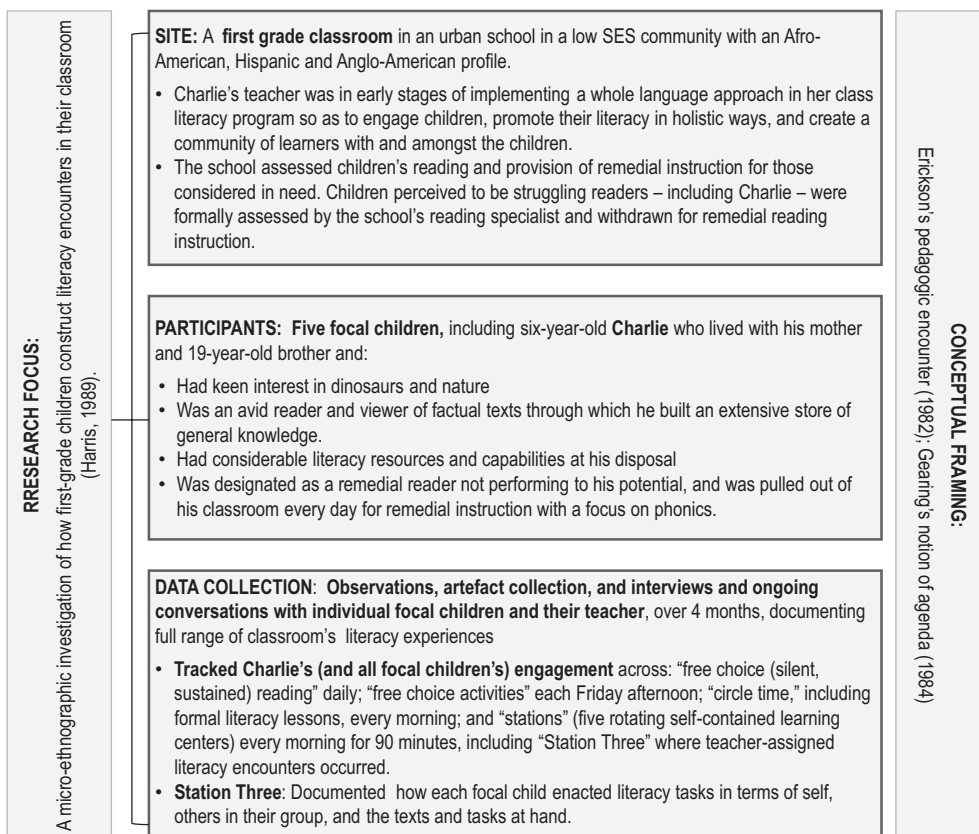 RRESEARCH FOCUS:
A micro-ethnographic investigation of how first-grade children construct literacy encounters in their classroom
(Harris, 1989).
SITE: A first grade classroom in an urban school in a low SES community with an Afro-
American, Hispanic and Anglo-American profile.
• Charlie’s teacher was in early stages of implementing a whole language approach in her class
literacy program so as to engage children, promote their literacy in holistic ways, and create a
community of learners with and amongst the children.
• The school assessed children’s reading and provision of remedial instruction for those
considered in need. Children perceived to be struggling readers – including Charlie – were
formally assessed by the school’s reading specialist and withdrawn for remedial reading
instruction.
PARTICIPANTS: Five focal children, including six-year-old Charlie who lived with his mother
and 19-year-old brother and:
• Had keen interest in dinosaurs and nature
• Was an avid reader and viewer of factual texts through which he built an extensive store of
general knowledge.
• Had considerable literacy resources and capabilities at his disposal
• Was designated as a remedial reader not performing to his potential, and was pulled out of
his classroom every day for remedial instruction with a focus on phonics.
DATA COLLECTION: Observations, artefact collection, and interviews and ongoing
conversations with individual focal children and their teacher, over 4 months, documenting
full range of classroom’s literacy experiences
• Tracked Charlie’s (and all focal children’s) engagement across: “free choice (silent,
sustained) reading” daily; “free choice activities” each Friday afternoon; “circle time,” including
formal literacy lessons, every morning; and “stations” (five rotating self-contained learning
centers) every morning for 90 minutes, including “Station Three” where teacher-assigned
literacy encounters occurred.
• Station Three: Documented how each focal child enacted literacy tasks in terms of self,
others in their group, and the texts and tasks at hand.
CONCEPTUAL FRAMING:
Erickson’s pedagogic encounter (1982); Gearing’s notion of agenda (1984)